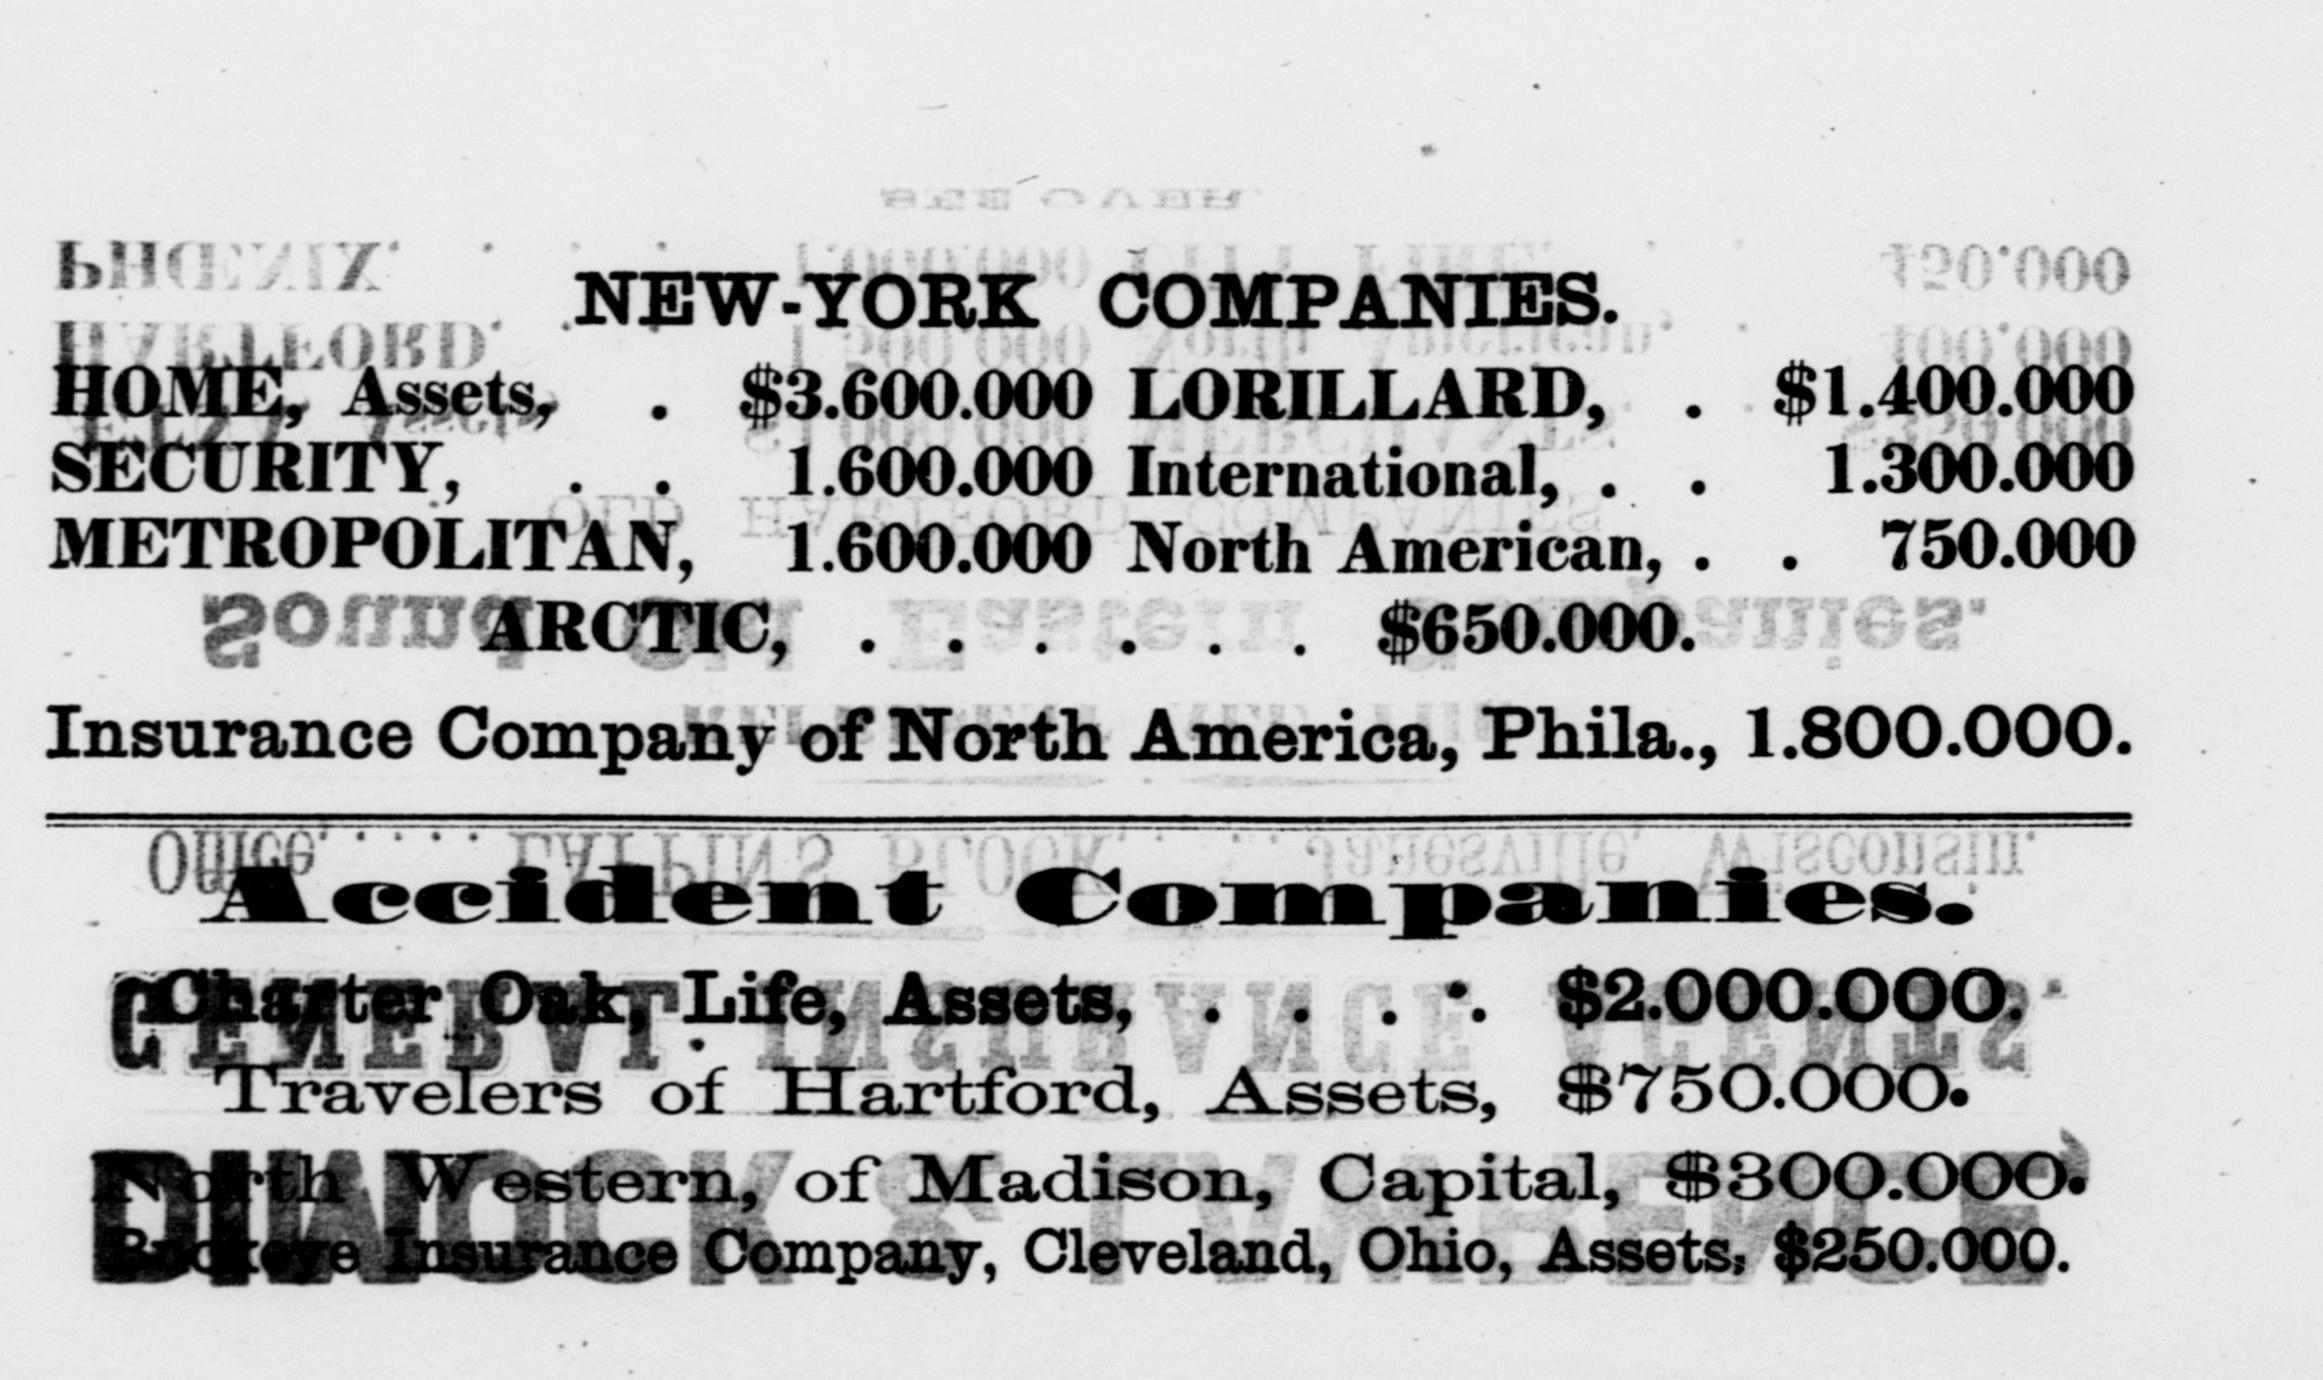 NEW-YORK COMPANIES.
HOME, Assets, . $3.600.000 LORILLARD, . $1.400.000
SECURITY, . . 1.600.000 International, . . 1.300.000
METROPOLITAN, 1.600.000 North American, . . 750.000
ARCTIC, . . . . . . $650.000.
Insurance Company of North America, Phila., 1.800.000.
Accident Companies.
Charter Oak, Life, Assets, . . . . $2.000.000.
Travelers of Hartford, Assets, $750.000.
North Western, of Madison, Capital, $300.000.
Buckeye Insurance Company, Cleveland, Ohio, Assets, $250.000.